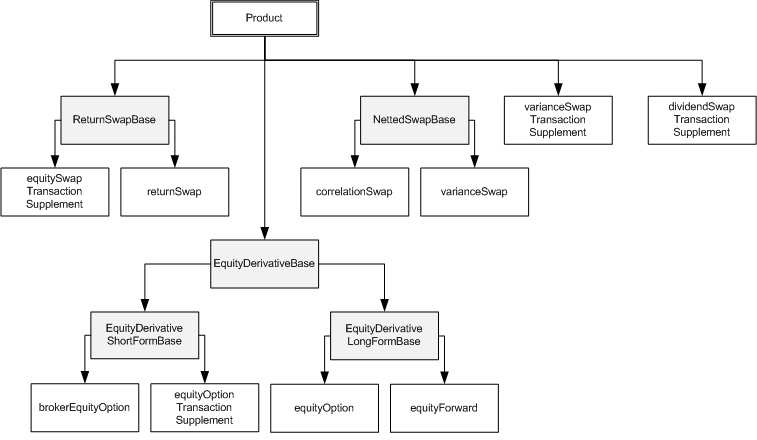 Product
ReturnSwapBase
NettedSwapBase
varianceSwap
Transaction
Supplement
dividendSwap
Transaction
Supplement
equitySwap
Transaction
Supplement
returnSwap
correlationSwap
varianceSwap
EquityDerivativeBase
EquityDerivative
ShortFormBase
EquityDerivative
LongFormBase
brokerEquityOption
equityOption
Transaction
Supplement
equityOption
equityForward